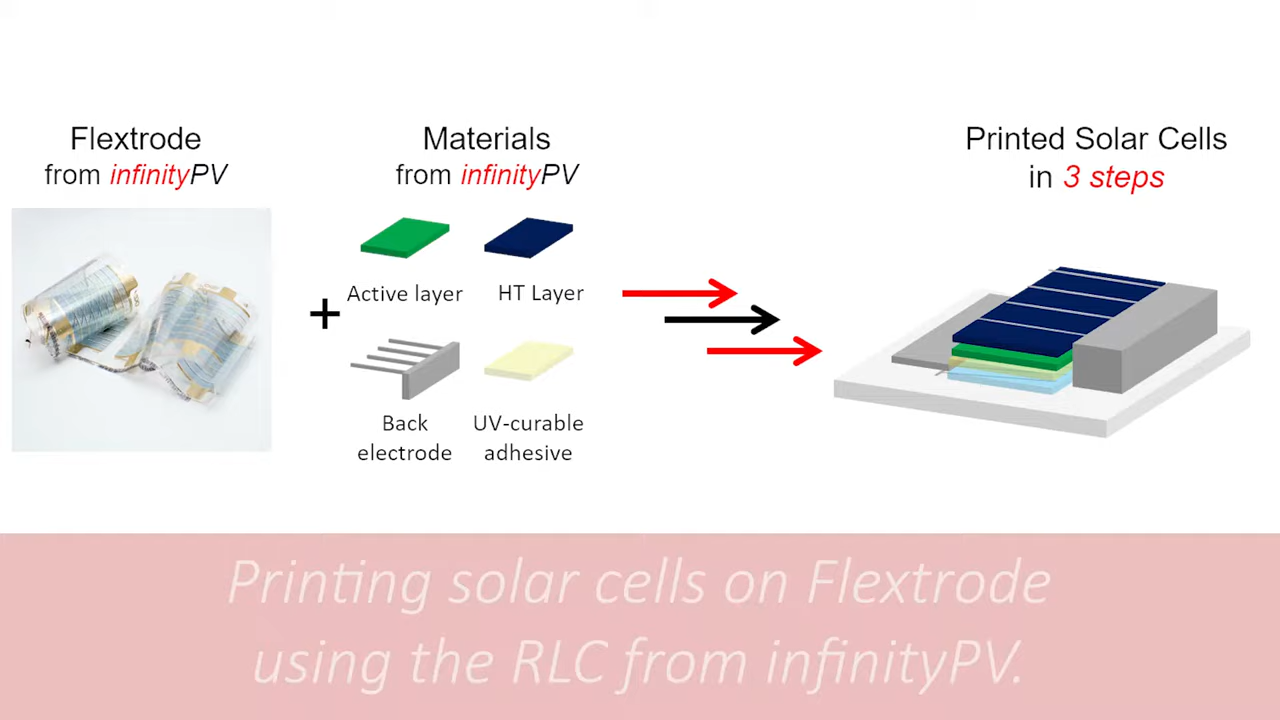 Flextrode
from infinityPV
Materials
from infinityPV
Printed Solar Cells
in 3 steps
+
Active layer
HT Layer
Back
electrode
UV-curable
adhesive
Printing solar cells on Flextrode
using the RLC from infinityPV.